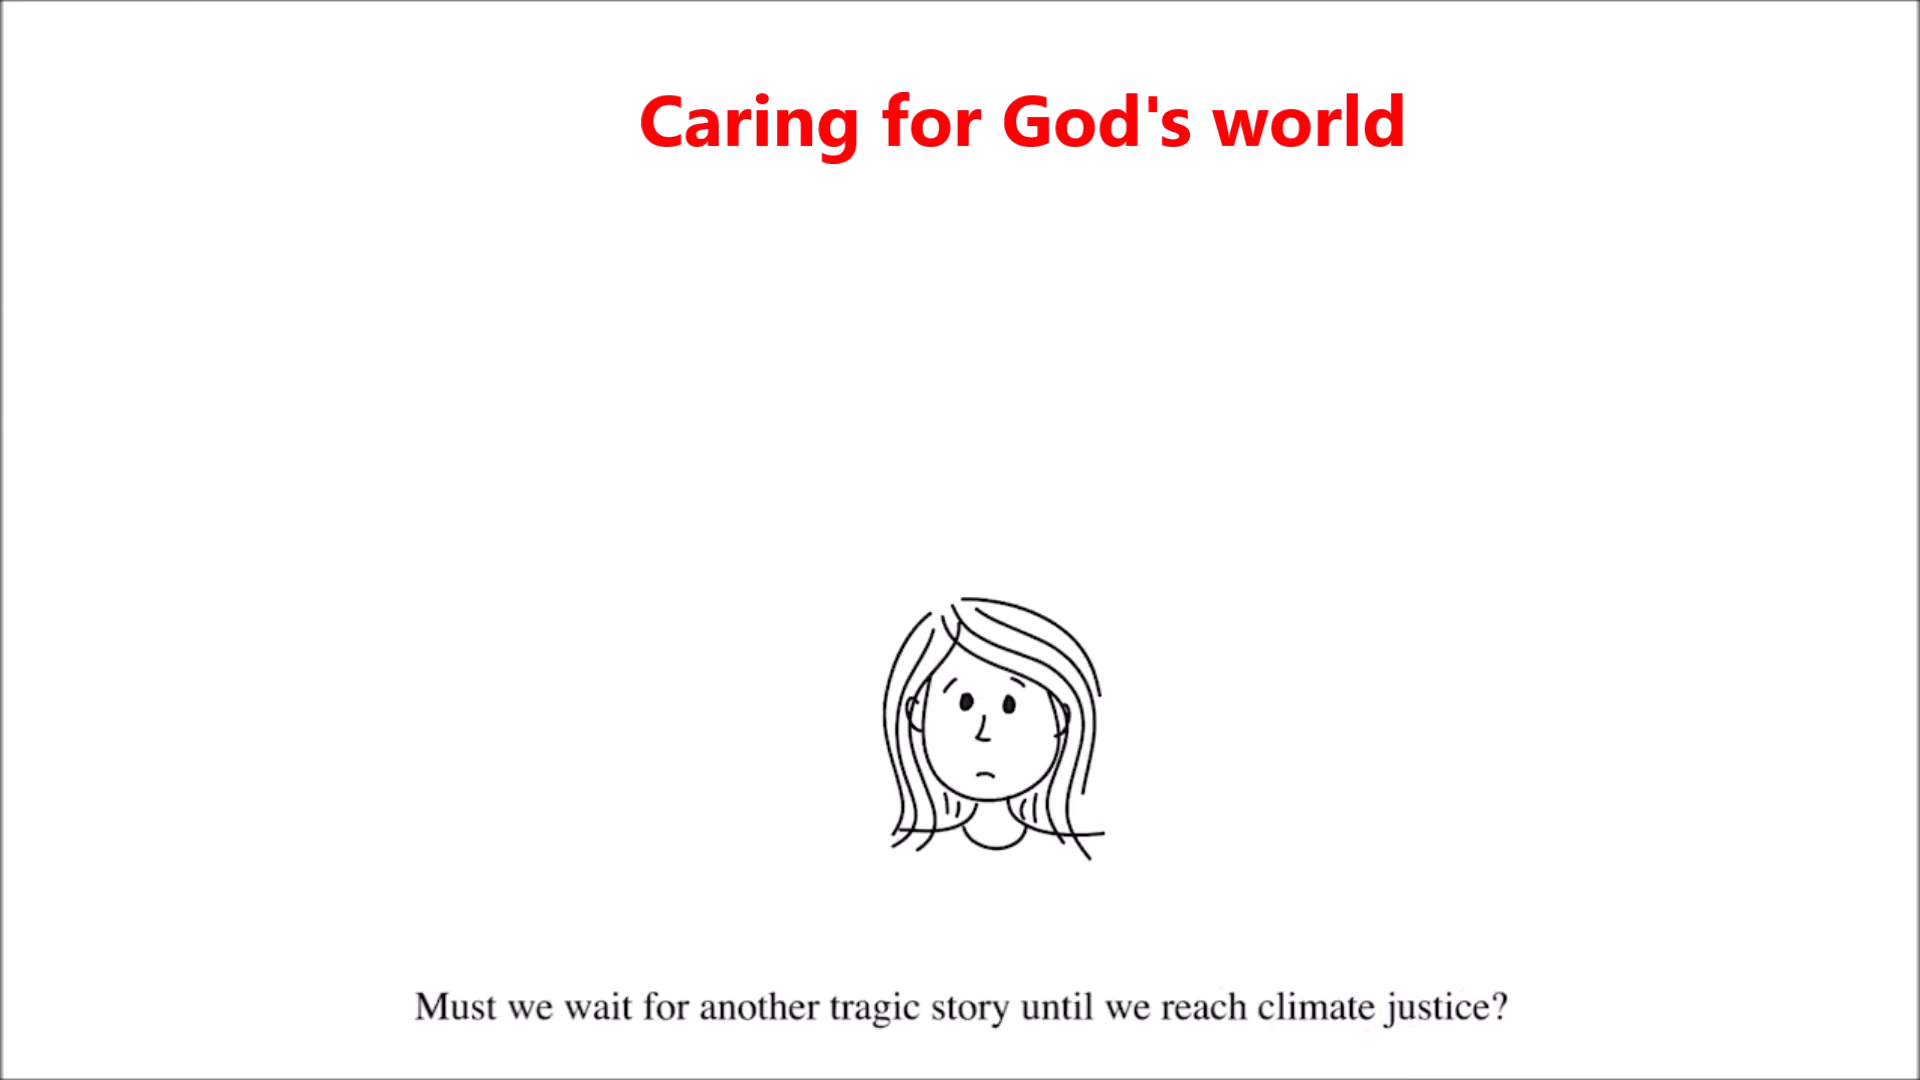 Caring for God's world
Must we wait for another tragic story until we reach climate justice?